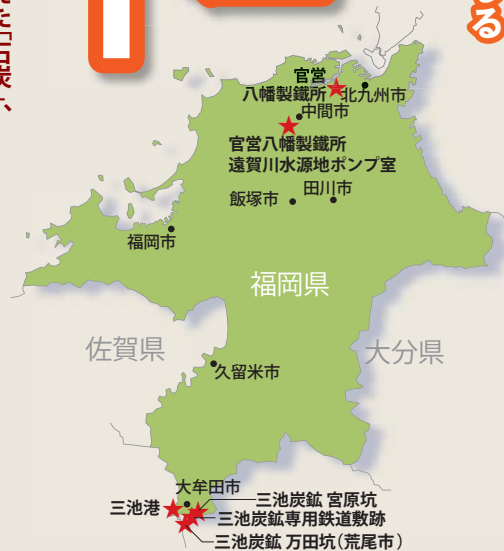 る
た「石炭」、
官営
八幡製鐵所
北九州市
中間市
官営八幡製鐵所
遠賀川水源地ポンプ室
飯塚市
田川市
福岡市
福岡県
佐賀県
大分県
久留米市
大牟田市
三池港
三池炭鉱 宮原坑
三池炭鉱専用鉄道敷跡
三池炭鉱 万田坑(荒尾市)